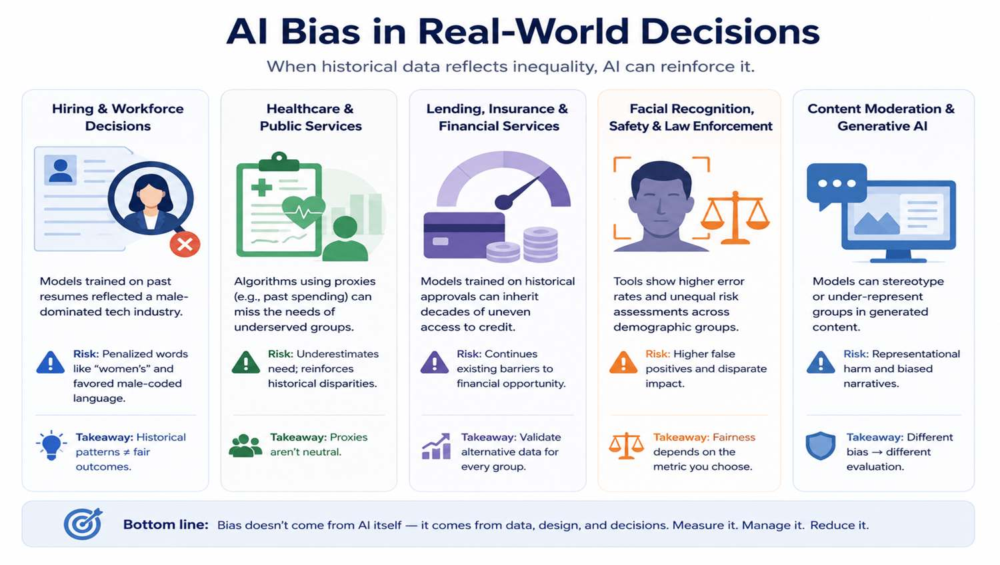 AI Bias in Real-World Decisions
When historical data reflects inequality, AI can reinforce it.
Hiring & Workforce
Decisions
Models trained on past
resumes reflected a male-
dominated tech industry.
Risk: Penalized words
like “women’s” and
favored male-coded
language.
Takeaway: Historical
patterns ≠ fair
outcomes.
Healthcare &
Public Services
Algorithms using proxies
(e.g., past spending) can
miss the needs of
underserved groups.
Risk: Underestimates
need; reinforces
historical disparities.
Takeaway: Proxies
aren’t neutral.
Lending, Insurance &
Financial Services
Models trained on historical
approvals can inherit
decades of uneven
access to credit.
Risk: Continues
existing barriers to
financial opportunity.
Takeaway: Validate
alternative data for
every group.
Facial Recognition,
Safety & Law Enforcement
Tools show higher error
rates and unequal risk
assessments across
demographic groups.
Risk: Higher false
positives and disparate
impact.
Takeaway: Fairness
depends on the
metric you choose.
Content Moderation &
Generative AI
Models can stereotype
or under-represent
groups in generated
content.
Risk: Representational
harm and biased
narratives.
Takeaway: Different
bias → different
evaluation.
Bottom line: Bias doesn’t come from AI itself — it comes from data, design, and decisions. Measure it. Manage it. Reduce it.